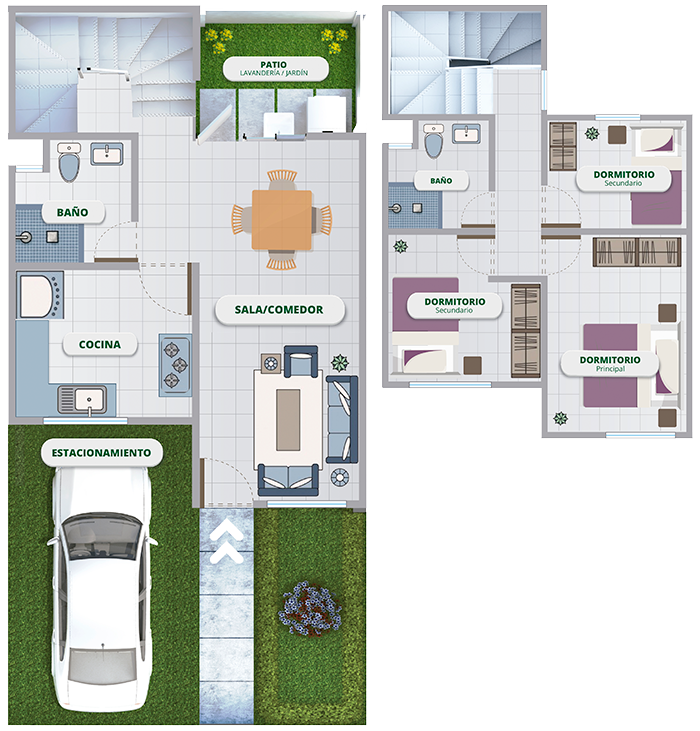 PATIO
LAVANDERÍA / JARDÍN
BAÑO
SALA/COMEDOR
COCINA
ESTACIONAMIENTO
BAÑO
DORMITORIO
Secundario
DORMITORIO
Secundario
DORMITORIO
Principal